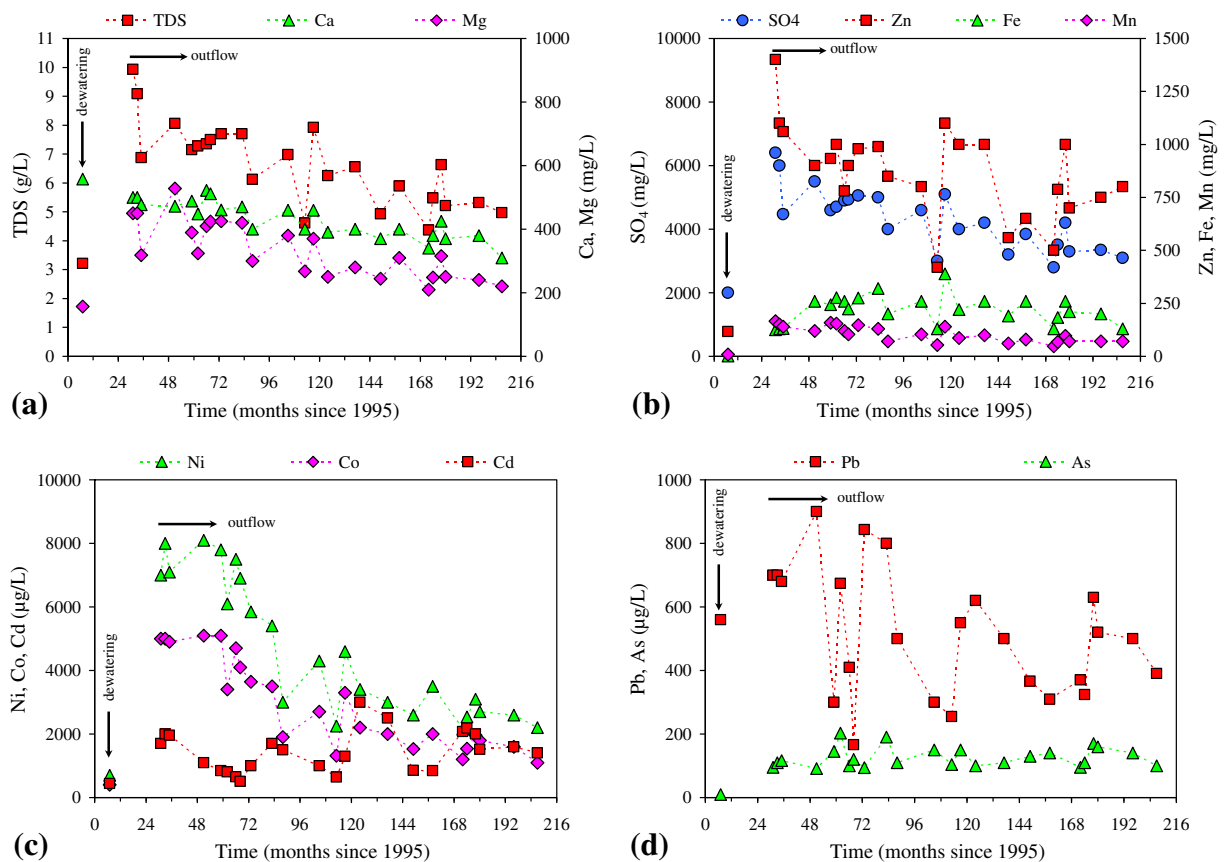 TDS Ca Mg
11 10 9 8 7 6 5 4 3 2 1 0
TDS (g/L)
1000 800 600 400 200 0
Ca, Mg (mg/L)
dewatering
outflow
0 24 48 72 96 120 144 168 192 216
Time (months since 1995)
(a)
SO4 Zn Fe Mn
10000 8000 6000 4000 2000 0
SO₄ (mg/L)
1500 1250 1000 750 500 250 0
Zn, Fe, Mn (mg/L)
dewatering
outflow
0 24 48 72 96 120 144 168 192 216
Time (months since 1995)
(b)
Ni Co Cd
10000 8000 6000 4000 2000 0
Ni, Co, Cd (µg/L)
dewatering
outflow
0 24 48 72 96 120 144 168 192 216
Time (months since 1995)
(c)
Pb As
1000 800 600 400 200 0
Pb, As (µg/L)
dewatering
outflow
0 24 48 72 96 120 144 168 192 216
Time (months since 1995)
(d)